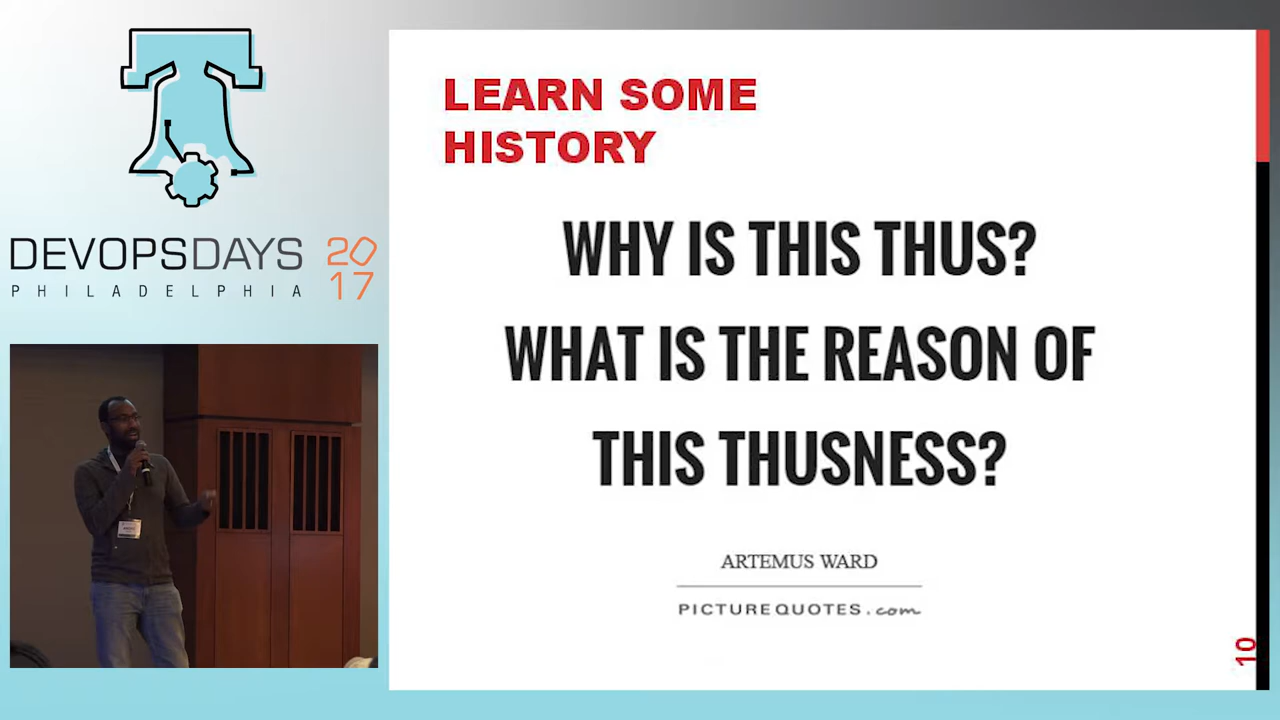 DEVOPSDAYS 20
17
PHILADELPHIA
LEARN SOME
HISTORY
WHY IS THIS THUS?
WHAT IS THE REASON OF
THIS THUSNESS?
ARTEMUS WARD
PICTUREQUOTES.com
10